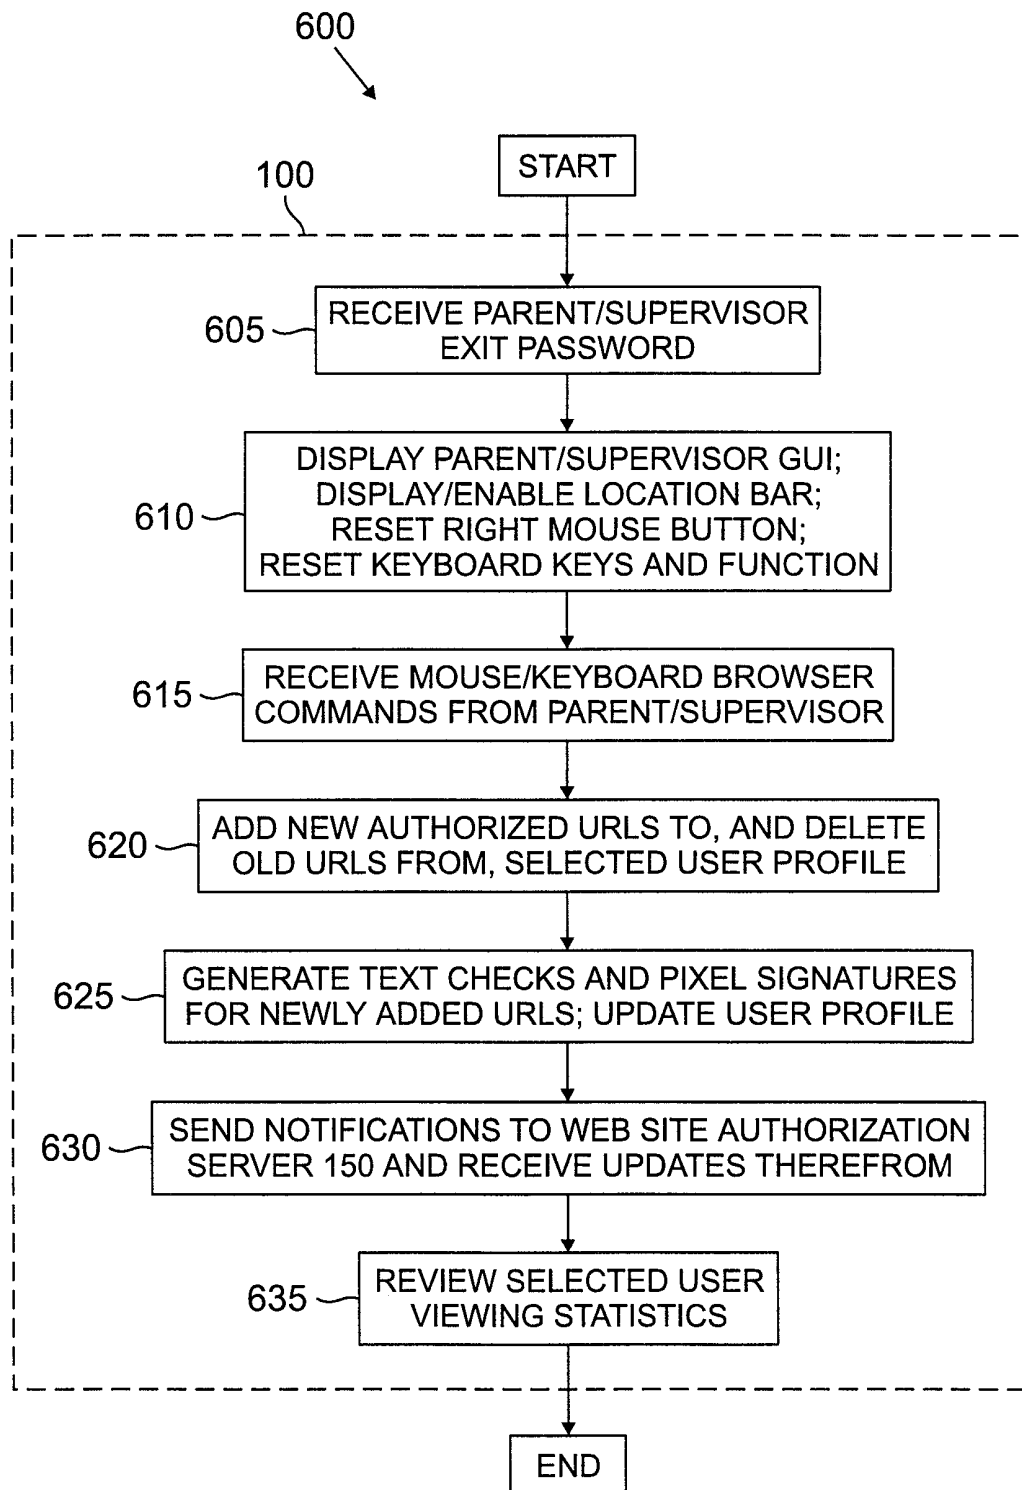 600
START
100
RECEIVE PARENT/SUPERVISOR
EXIT PASSWORD
605
DISPLAY PARENT/SUPERVISOR GUI;
DISPLAY/ENABLE LOCATION BAR;
RESET RIGHT MOUSE BUTTON;
RESET KEYBOARD KEYS AND FUNCTION
610
RECEIVE MOUSE/KEYBOARD BROWSER
COMMANDS FROM PARENT/SUPERVISOR
615
ADD NEW AUTHORIZED URLS TO, AND DELETE
OLD URLS FROM, SELECTED USER PROFILE
620
GENERATE TEXT CHECKS AND PIXEL SIGNATURES
FOR NEWLY ADDED URLS; UPDATE USER PROFILE
625
SEND NOTIFICATIONS TO WEB SITE AUTHORIZATION
SERVER 150 AND RECEIVE UPDATES THEREFROM
630
REVIEW SELECTED USER
VIEWING STATISTICS
635
END